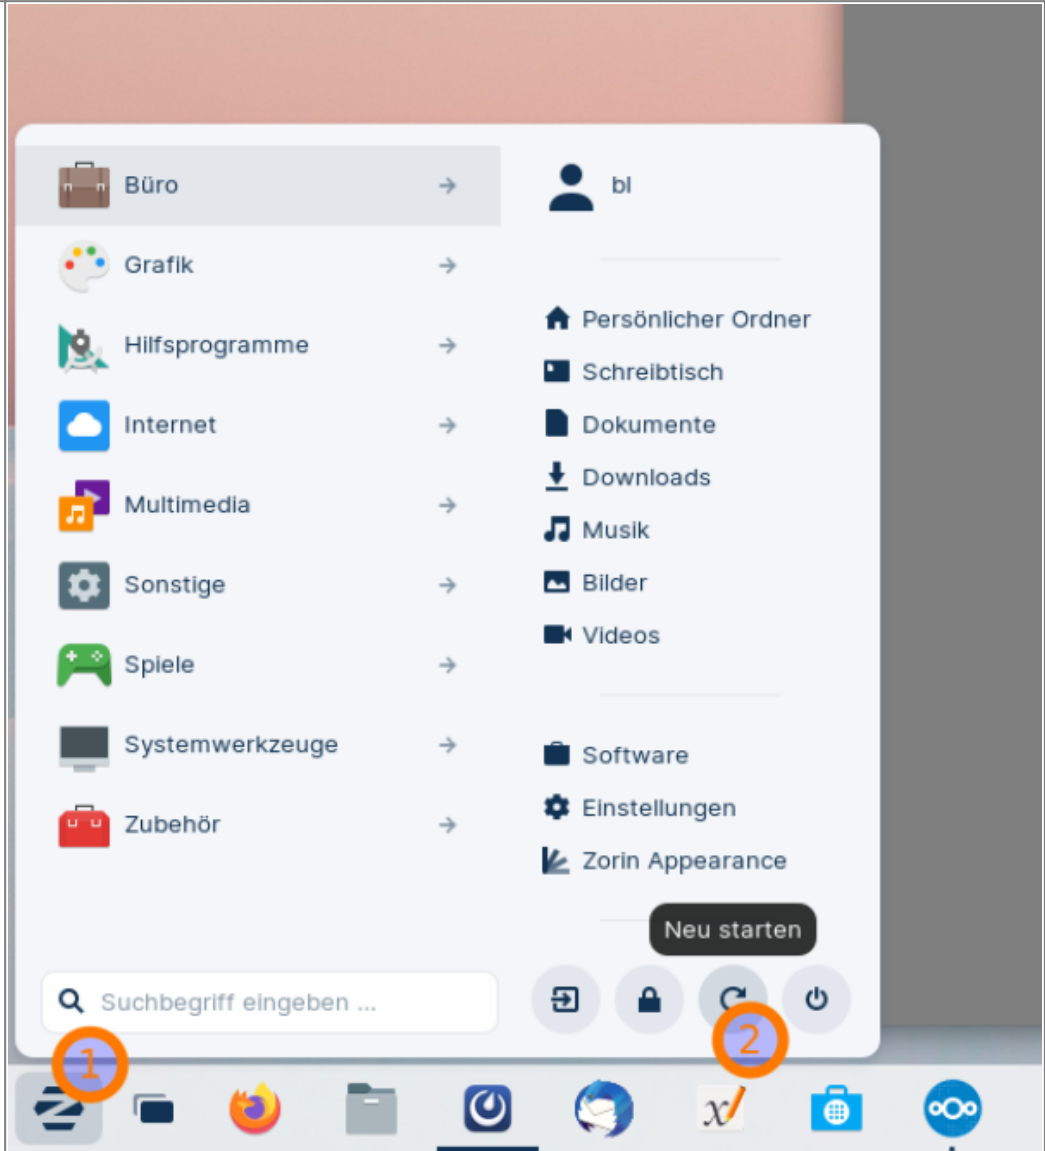 Büro
Grafik
Hilfsprogramme
Internet
Multimedia
Sonstige
Spiele
Systemwerkzeuge
Zubehör
Suchbegriff eingeben ...
bl
Persönlicher Ordner
Schreibtisch
Dokumente
Downloads
Musik
Bilder
Videos
Software
Einstellungen
Zorin Appearance
Neu starten
1
2